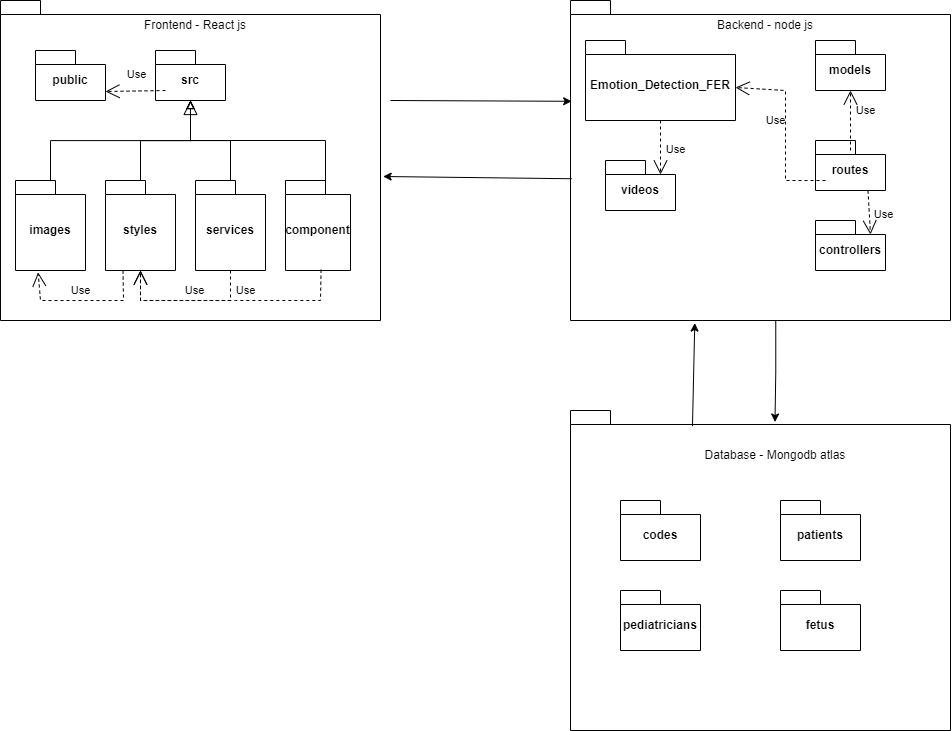 Frontend - React js
public
Use
src
images
styles
services
component
Use
Use
Use
Backend - node js
Emotion_Detection_FER
models
Use
Use
Use
videos
routes
Use
controllers
Database - Mongodb atlas
codes
patients
pediatricians
fetus